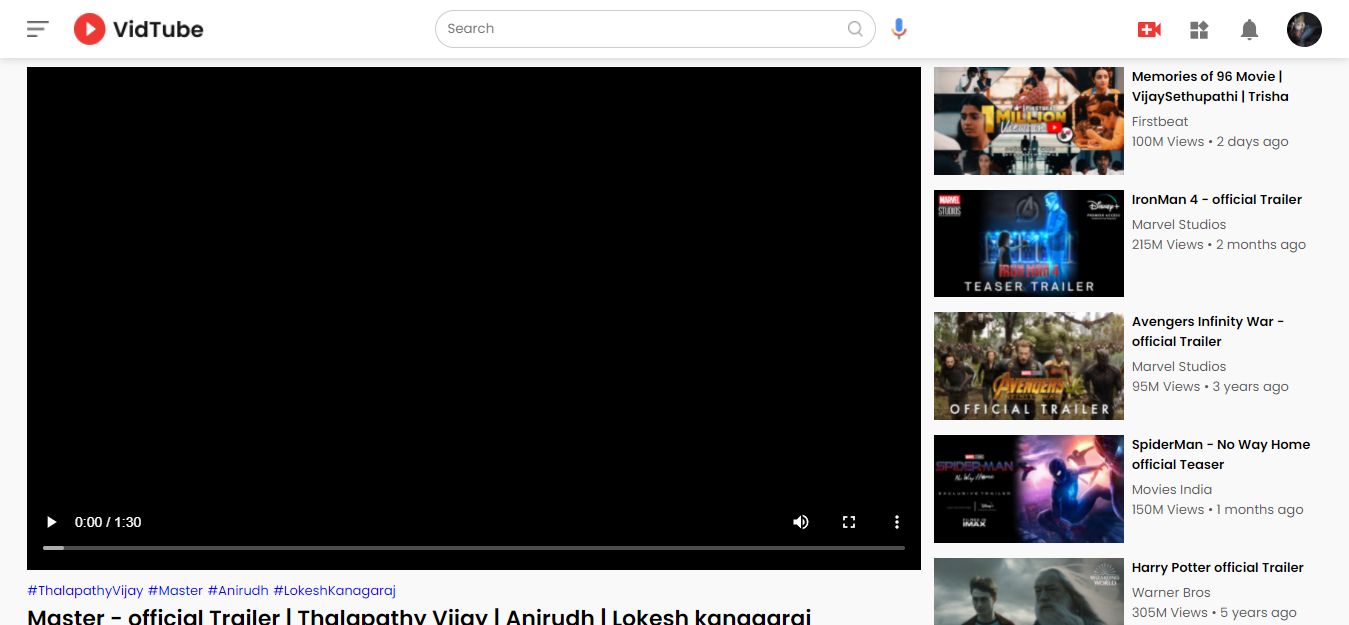 VidTube
Search
0:00 / 1:30
#ThalapathyVijay #Master #Anirudh #LokeshKanagaraj
Master - official Trailer | Thalapathy Vijay | Anirudh | Lokesh kanagaraj
1 MILLION
Memories of 96 Movie |
VijaySethupathi | Trisha
Firstbeat
100M Views • 2 days ago
MARVEL
STUDIOS
Disney+
PREMIER ACCESS
IRON MAN 4
TEASER TRAILER
IronMan 4 - official Trailer
Marvel Studios
215M Views • 2 months ago
AVENGERS
INFINITY WAR
OFFICIAL TRAILER
Avengers Infinity War -
official Trailer
Marvel Studios
95M Views • 3 years ago
SPIDER-MAN
No Way Home
EXCLUSIVE TRAILER
IMAX
SpiderMan - No Way Home
official Teaser
Movies India
150M Views • 1 months ago
WIZARDING
WORLD
Harry Potter official Trailer
Warner Bros
305M Views • 5 years ago